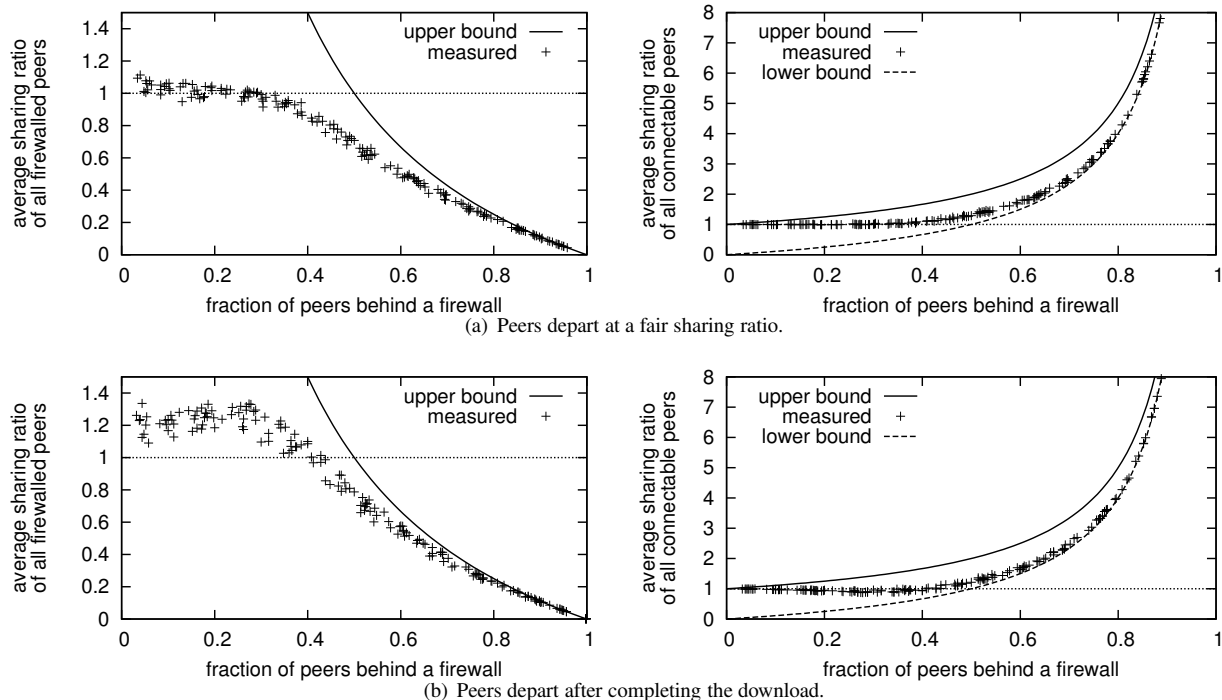 average sharing ratio
of all firewalled peers
1.4
1.2
1
0.8
0.6
0.4
0.2
0
upper bound
measured
0 0.2 0.4 0.6 0.8 1
fraction of peers behind a firewall
average sharing ratio
of all connectable peers
8
7
6
5
4
3
2
1
0
upper bound
measured
lower bound
0 0.2 0.4 0.6 0.8 1
fraction of peers behind a firewall
(a) Peers depart at a fair sharing ratio.
average sharing ratio
of all firewalled peers
1.4
1.2
1
0.8
0.6
0.4
0.2
0
upper bound
measured
0 0.2 0.4 0.6 0.8 1
fraction of peers behind a firewall
average sharing ratio
of all connectable peers
8
7
6
5
4
3
2
1
0
upper bound
measured
lower bound
0 0.2 0.4 0.6 0.8 1
fraction of peers behind a firewall
(b) Peers depart after completing the download.